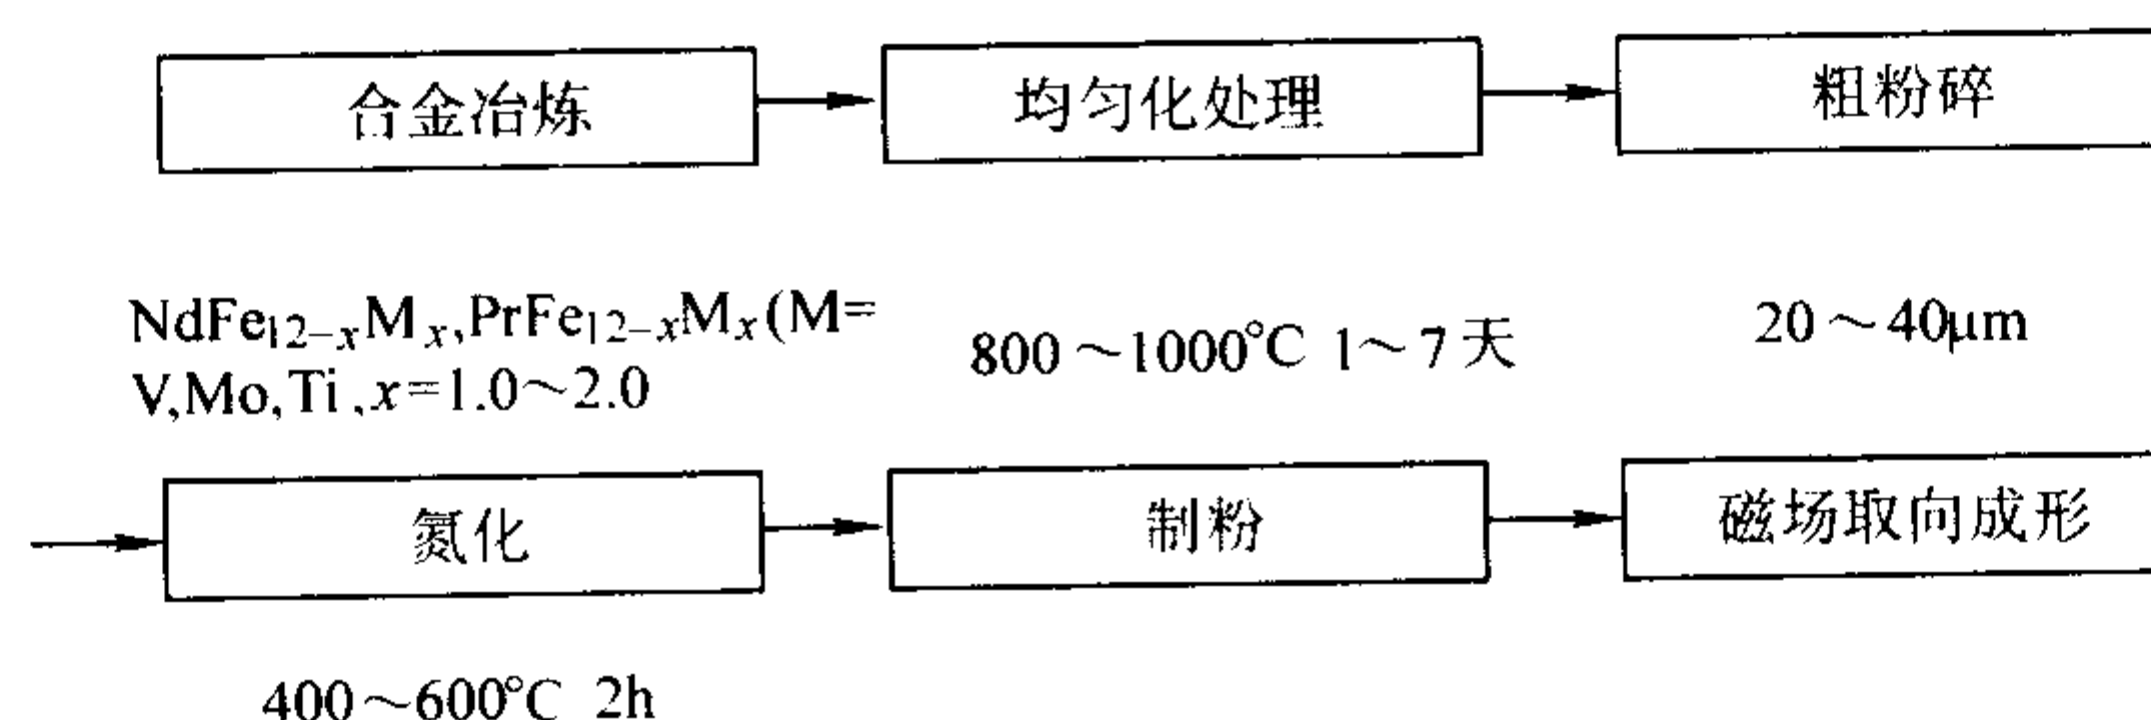 合金冶炼
均匀化处理
粗粉碎
NdFe12-xMx,PrFe12-xMx(M=
V,Mo,Ti,x=1.0～2.0
800～1000℃ 1～7天
20～40μm
氮化
制粉
磁场取向成形
400～600℃ 2h